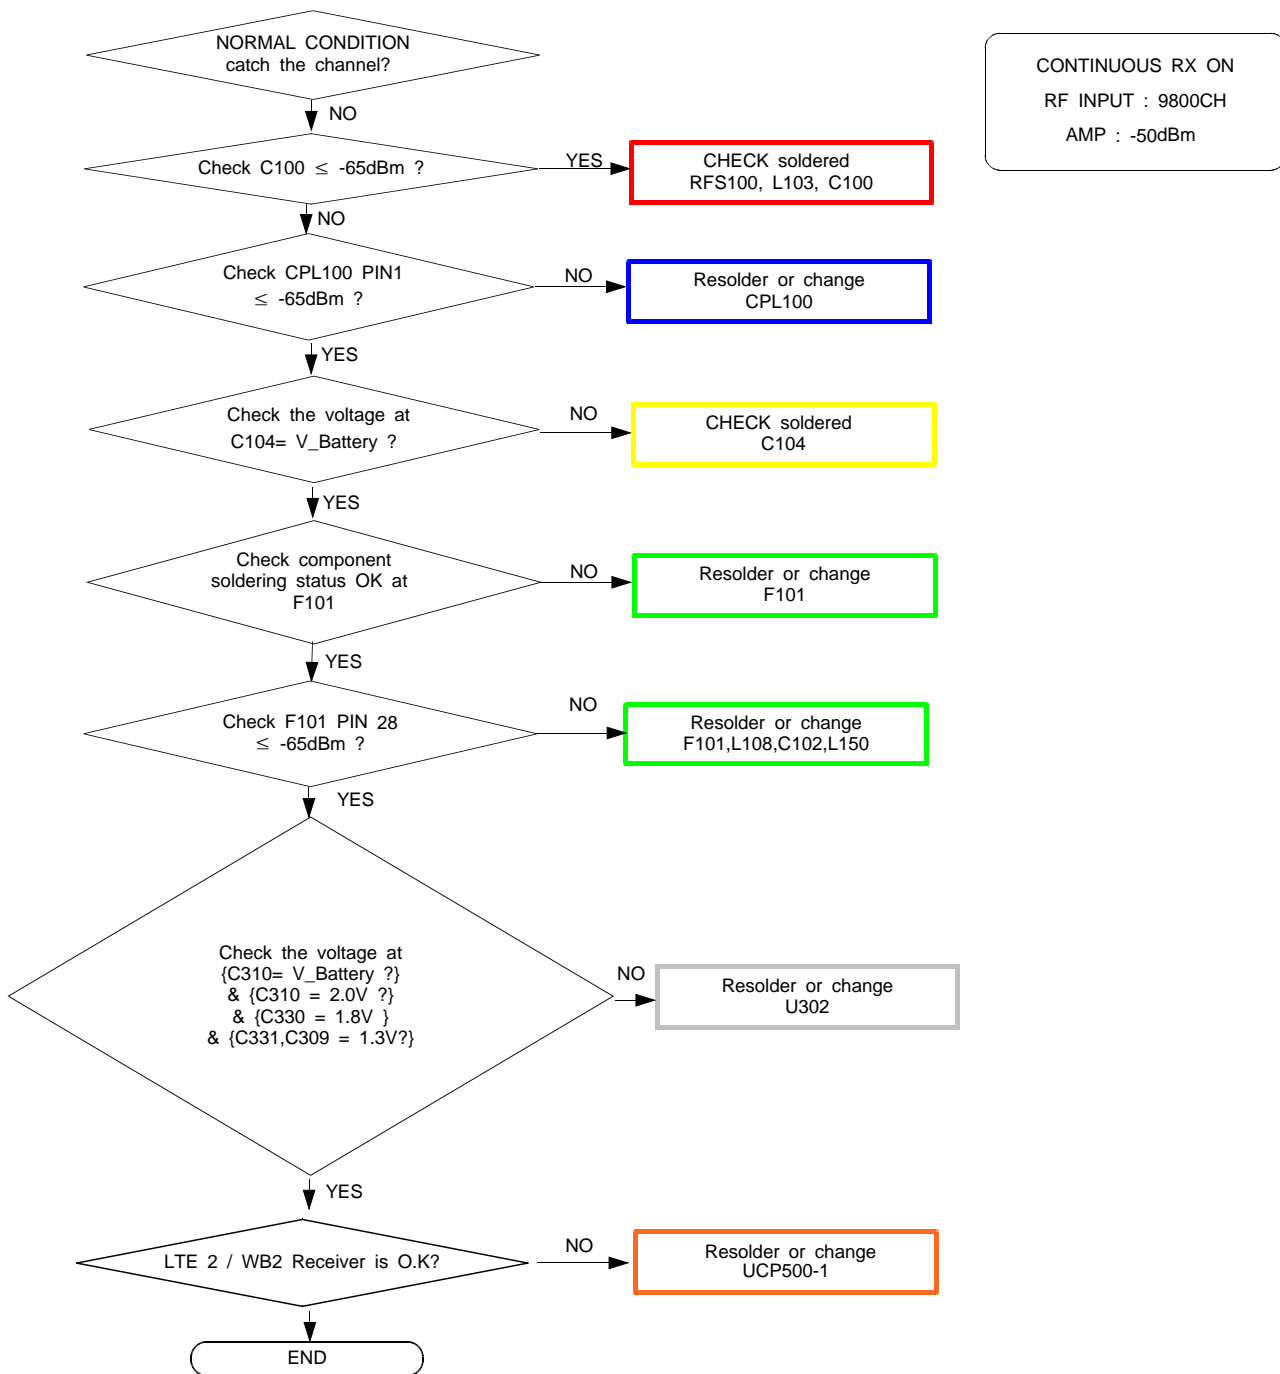 NORMAL CONDITION
catch the channel?
CONTINUOUS RX ON
RF INPUT : 9800CH
AMP : -50dBm
NO
Check C100 ≤ -65dBm ?
YES
CHECK soldered
RFS100, L103, C100
NO
Check CPL100 PIN1
≤ -65dBm ?
NO
Resolder or change
CPL100
YES
Check the voltage at
C104= V_Battery ?
NO
CHECK soldered
C104
YES
Check component
soldering status OK at
F101
NO
Resolder or change
F101
YES
Check F101 PIN 28
≤ -65dBm ?
NO
Resolder or change
F101,L108,C102,L150
YES
Check the voltage at
{C310= V_Battery ?}
& {C310 = 2.0V ?}
& {C330 = 1.8V }
& {C331,C309 = 1.3V?}
NO
Resolder or change
U302
YES
LTE 2 / WB2 Receiver is O.K?
NO
Resolder or change
UCP500-1
END